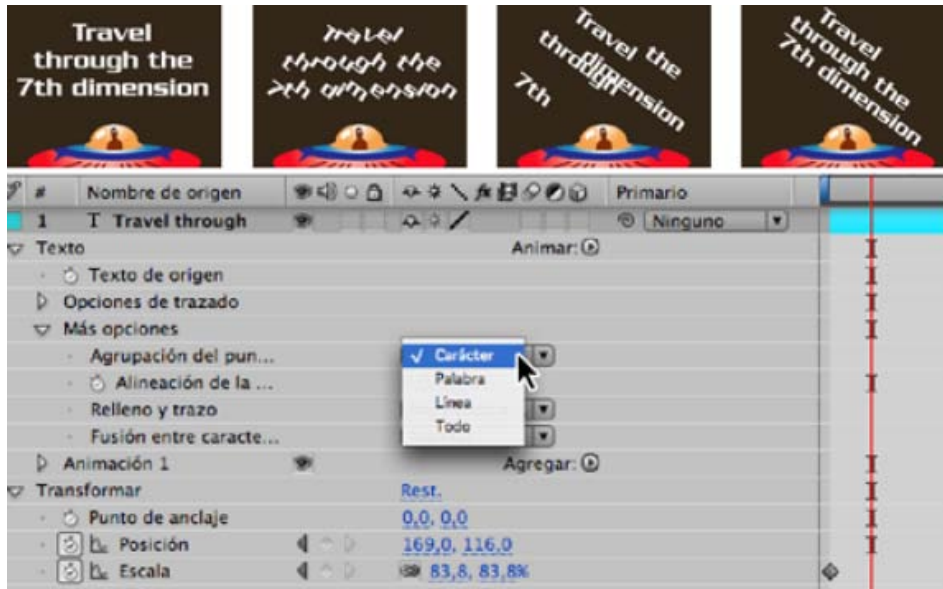 Travel
through the
7th dimension
Travel
through the
7th dimension
Travel the
through
dimension
7th
Travel
through the
7th dimension
# Nombre de origen Primario
1 T Travel through Ninguno
Texto Animar:
Texto de origen
Opciones de trazado
Más opciones
Agrupación del pun... Carácter
Alineación de la ... Palabra
Relleno y trazo Línea
Todo
Fusión entre caracte...
Animación 1 Agregar:
Transformar Rest.
Punto de anclaje 0,0, 0,0
Posición 169,0, 116,0
Escala 83,8, 83,8%